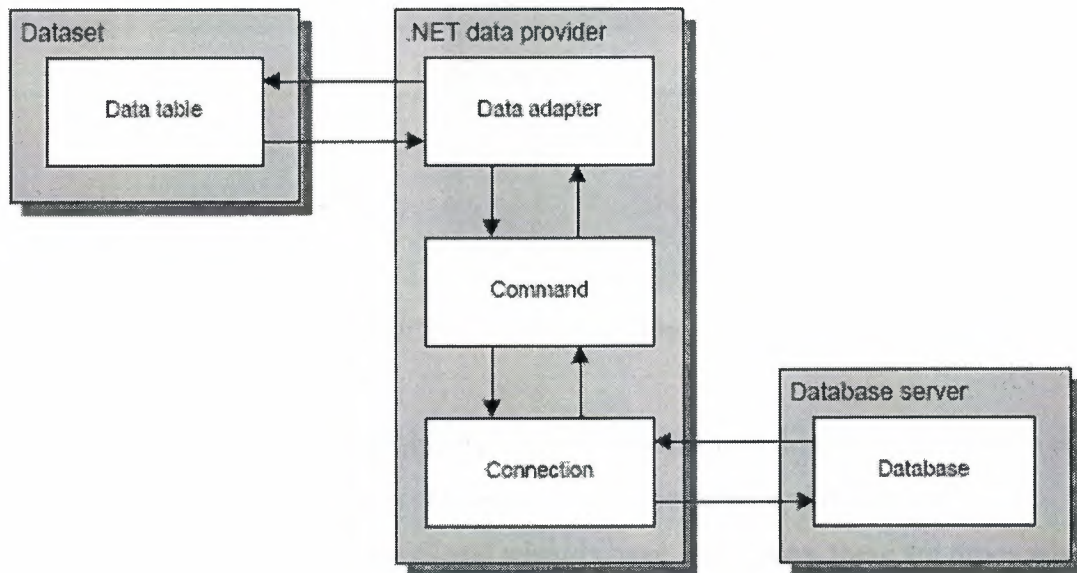 Dataset
.NET data provider
Data table
Data adapter
Command
Database server
Connection
Database